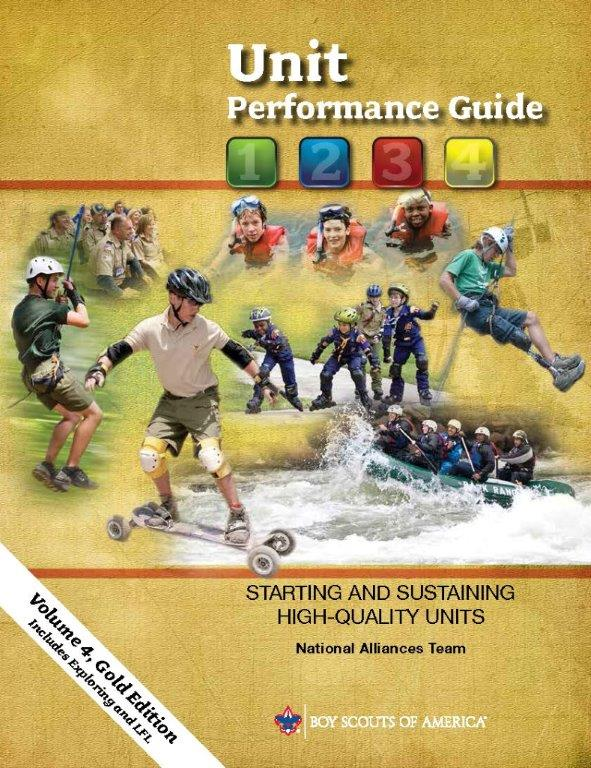 Unit
Performance Guide
1 2 3 4
STARTING AND SUSTAINING
HIGH-QUALITY UNITS
National Alliances Team
Volume 4, Gold Edition
Includes Exploring and LFL
BOY SCOUTS OF AMERICA